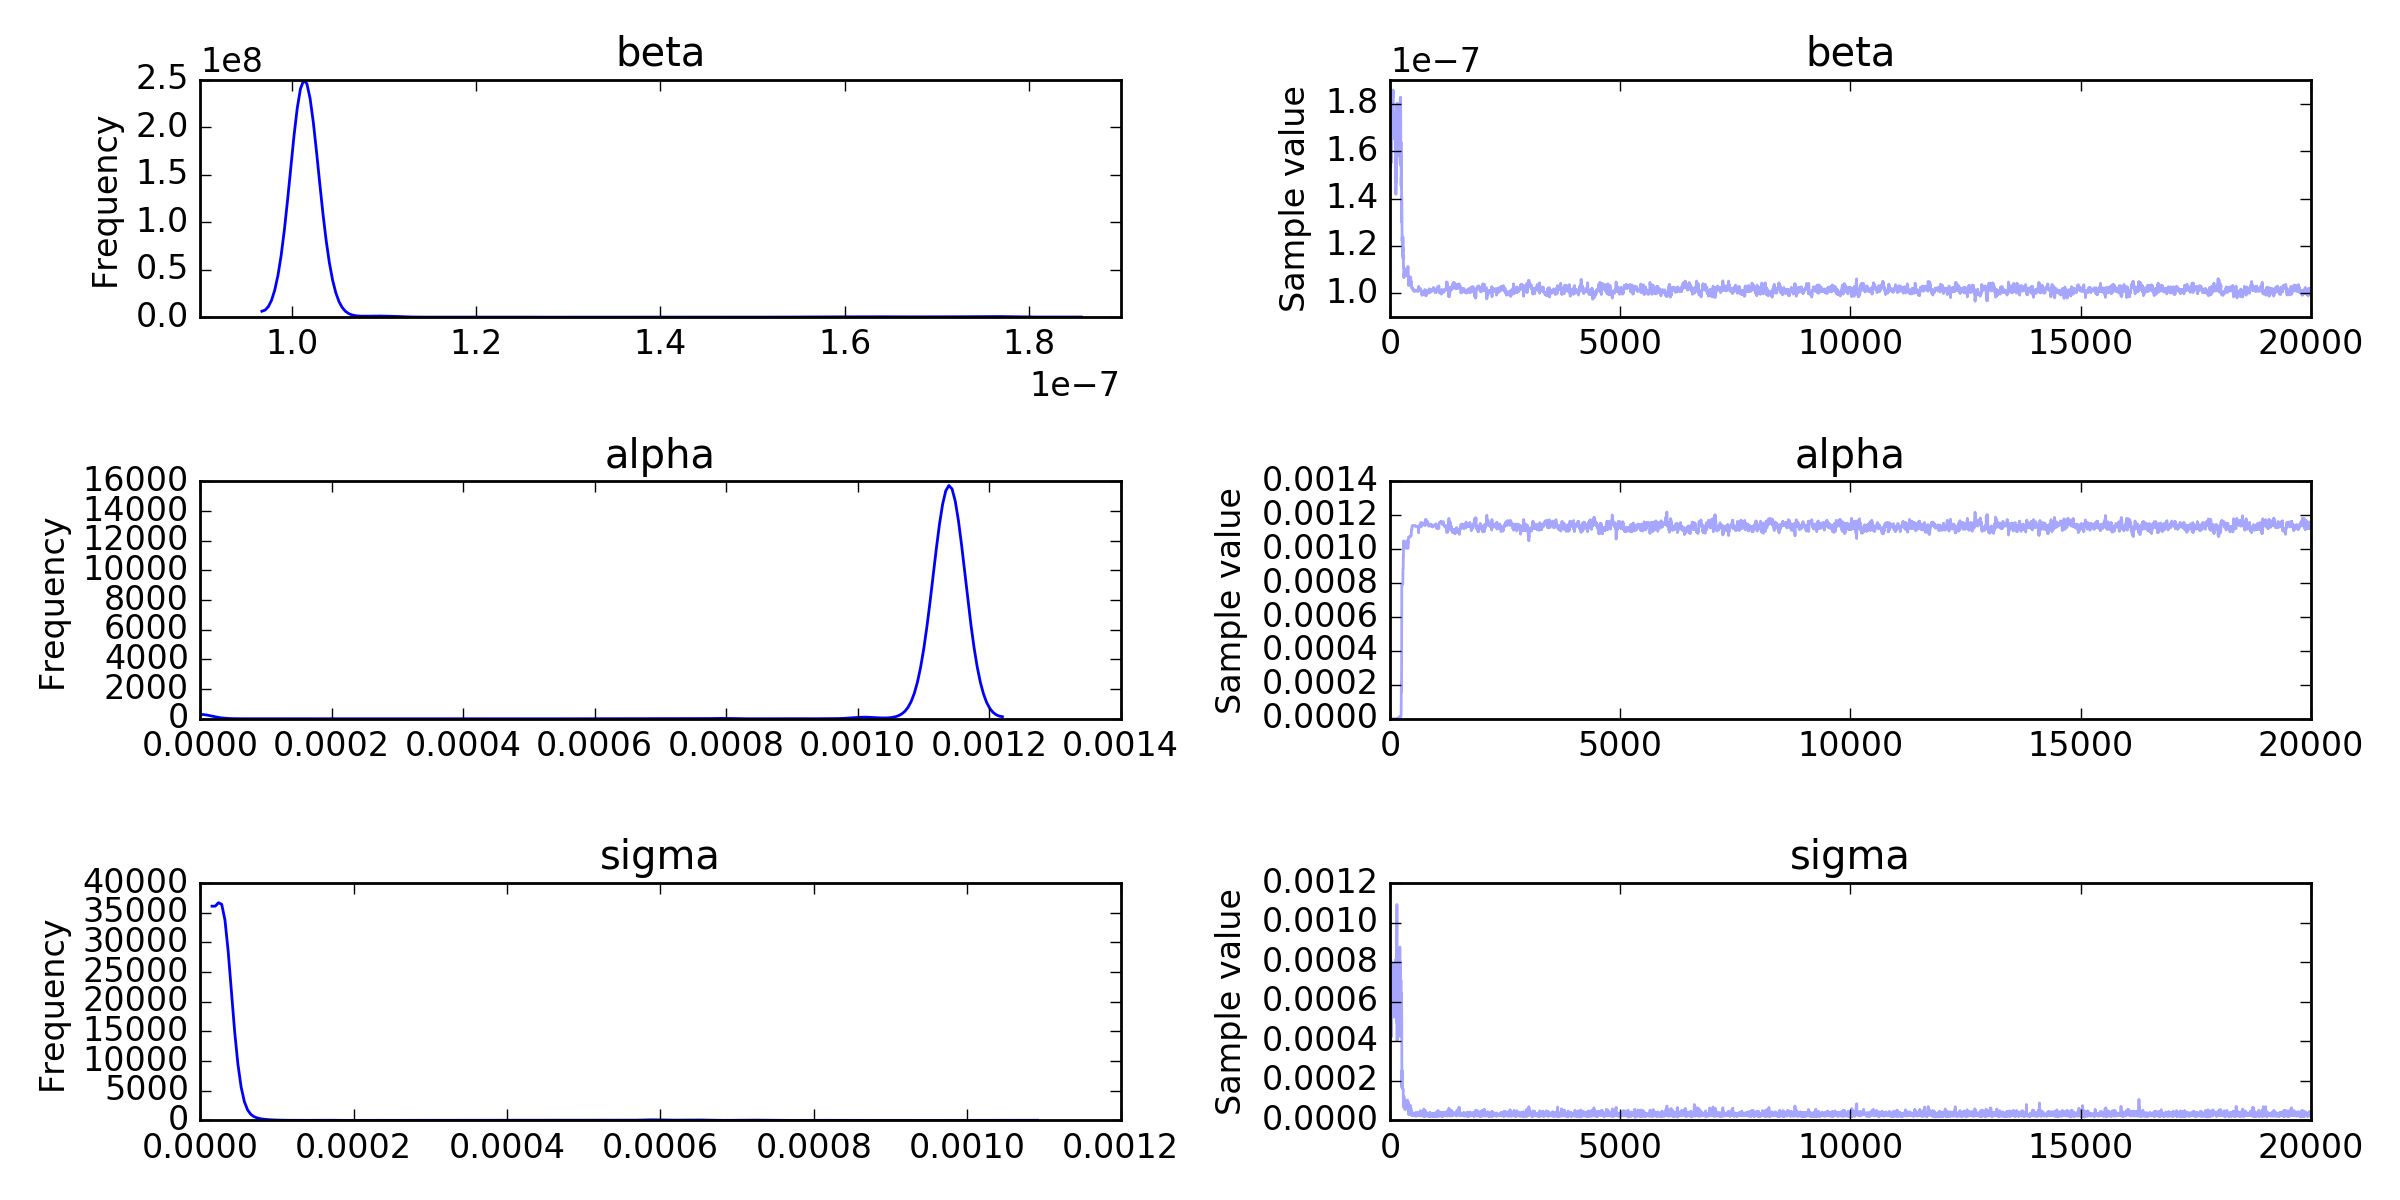 beta
1e8
2.5
2.0
1.5
1.0
0.5
0.0
Frequency
1.0 1.2 1.4 1.6 1.8
1e−7
beta
1e−7
1.8
1.6
1.4
1.2
1.0
Sample value
0 5000 10000 15000 20000
alpha
16000
14000
12000
10000
8000
6000
4000
2000
0
Frequency
0.0000 0.0002 0.0004 0.0006 0.0008 0.0010 0.0012 0.0014
alpha
0.0014
0.0012
0.0010
0.0008
0.0006
0.0004
0.0002
0.0000
Sample value
0 5000 10000 15000 20000
sigma
40000
35000
30000
25000
20000
15000
10000
5000
0
Frequency
0.0000 0.0002 0.0004 0.0006 0.0008 0.0010 0.0012
sigma
0.0012
0.0010
0.0008
0.0006
0.0004
0.0002
0.0000
Sample value
0 5000 10000 15000 20000